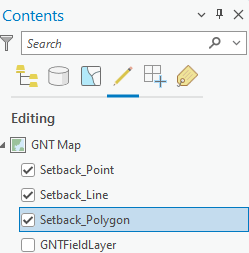 Contents
Search
Editing
GNT Map
Setback_Point
Setback_Line
Setback_Polygon
GNTFieldLayer